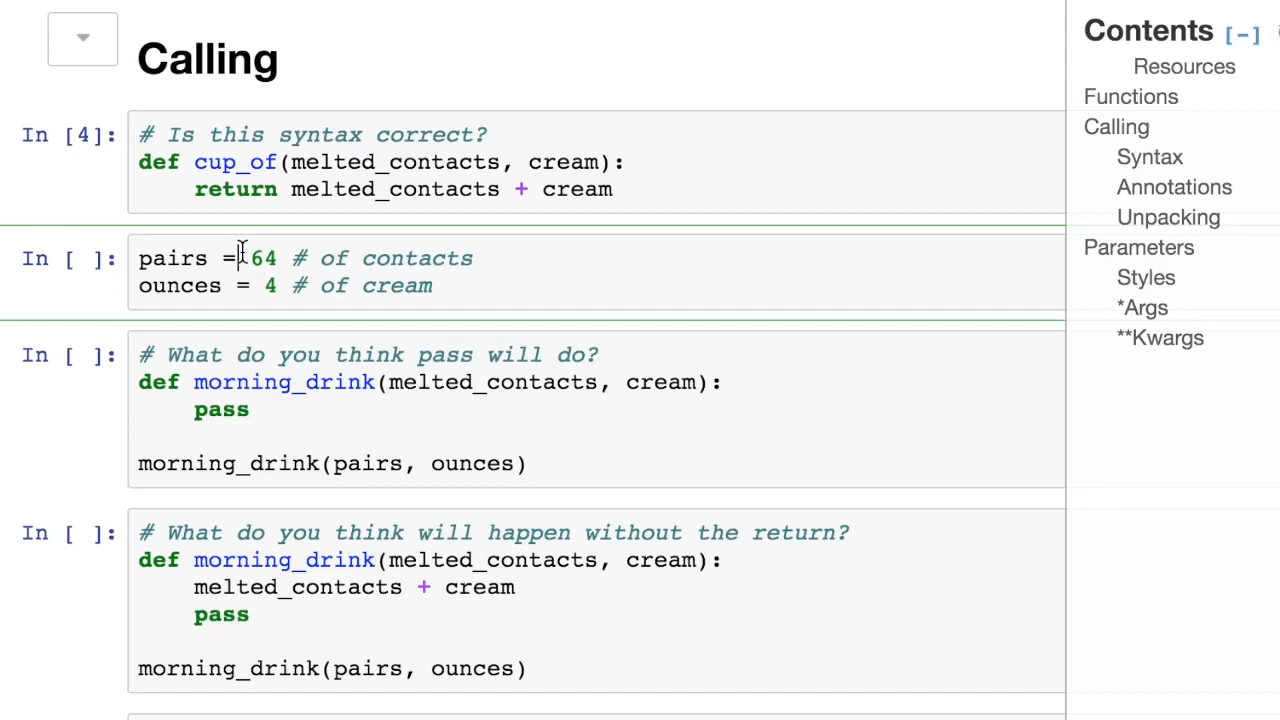 Calling
In [4]:
# Is this syntax correct?
def cup_of(melted_contacts, cream):
    return melted_contacts + cream
In [ ]:
pairs = 64 # of contacts
ounces = 4 # of cream
In [ ]:
# What do you think pass will do?
def morning_drink(melted_contacts, cream):
    pass
morning_drink(pairs, ounces)
In [ ]:
# What do you think will happen without the return?
def morning_drink(melted_contacts, cream):
    melted_contacts + cream
    pass
morning_drink(pairs, ounces)
Contents [-]
Resources
Functions
Calling
Syntax
Annotations
Unpacking
Parameters
Styles
*Args
**Kwargs